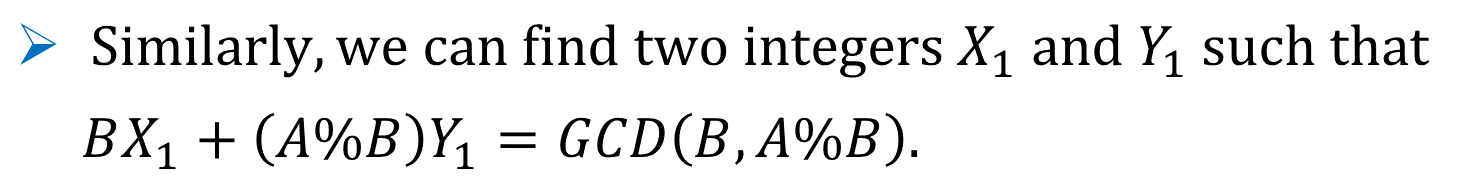 ➢ Similarly, we can find two integers X₁ and Y₁ such that
BX₁ + (A%B)Y₁ = GCD(B, A%B).